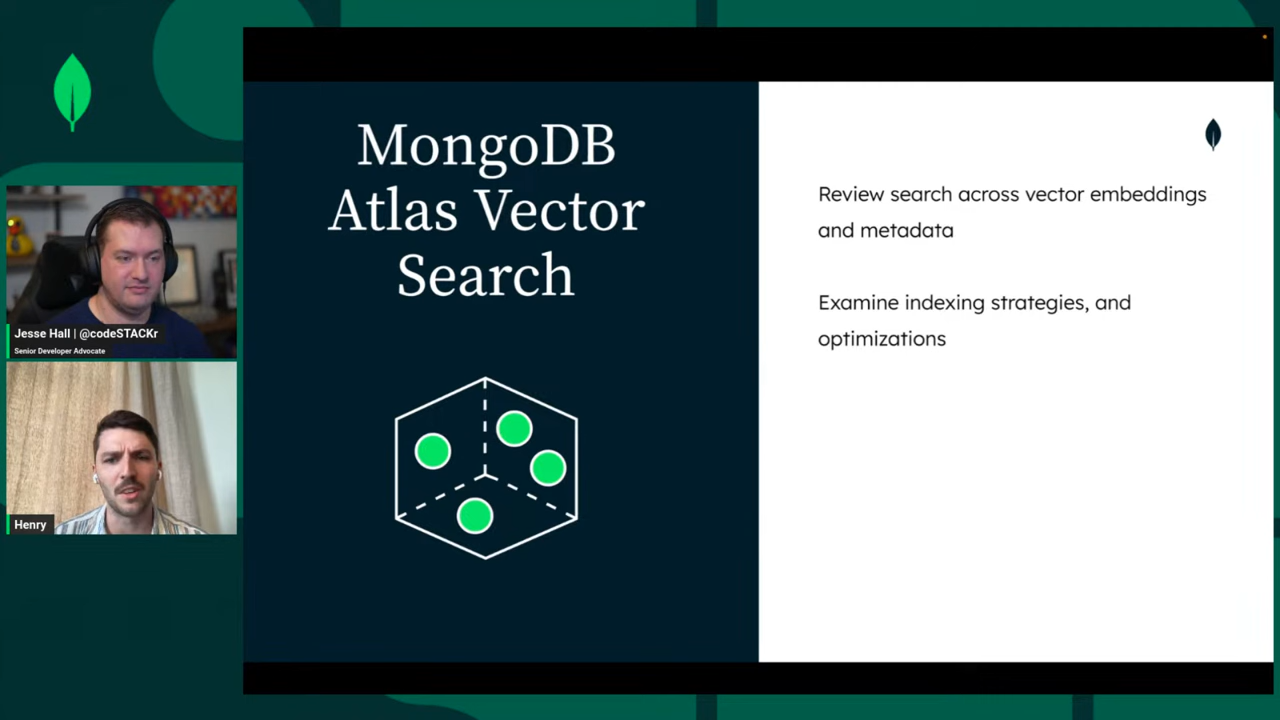 MongoDB
Atlas Vector
Search
Review search across vector embeddings
and metadata
Examine indexing strategies, and
optimizations
Jesse Hall | @codeSTACKr
Senior Developer Advocate
Henry